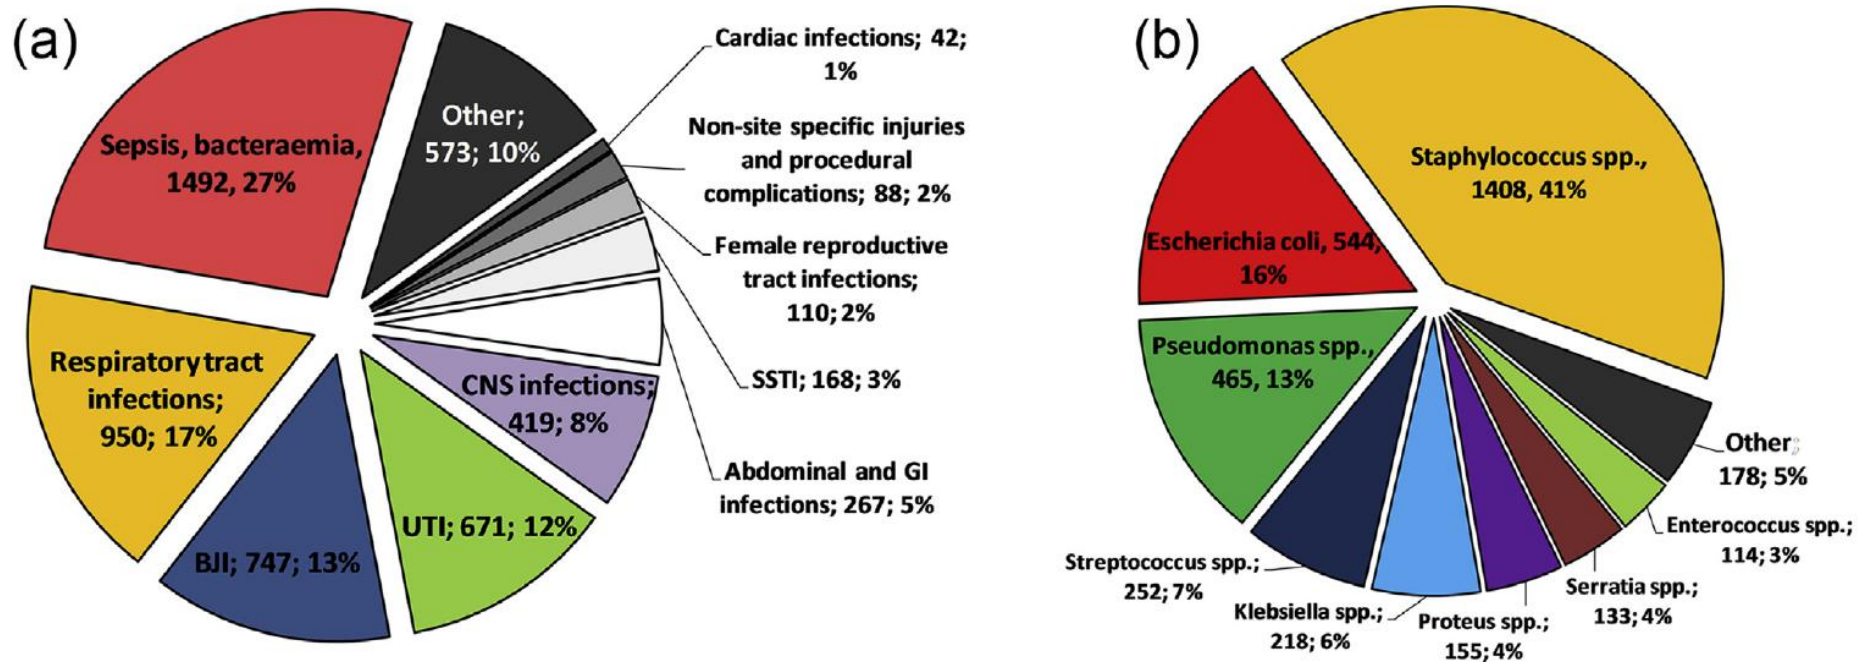 (a)
Sepsis, bacteraemia,
1492, 27%
Other;
573; 10%
Cardiac infections; 42;
1%
Non-site specific injuries
and procedural
complications; 88; 2%
Female reproductive
tract infections;
110; 2%
SSTI; 168; 3%
Abdominal and GI
infections; 267; 5%
CNS infections;
419; 8%
UTI; 671; 12%
BJI; 747; 13%
Respiratory tract
infections;
950; 17%
(b)
Staphylococcus spp.,
1408, 41%
Escherichia coli, 544,
16%
Pseudomonas spp.,
465, 13%
Streptococcus spp.;
252; 7%
Klebsiella spp.;
218; 6%
Proteus spp.;
155; 4%
Serratia spp.;
133; 4%
Enterococcus spp.;
114; 3%
Other;
178; 5%